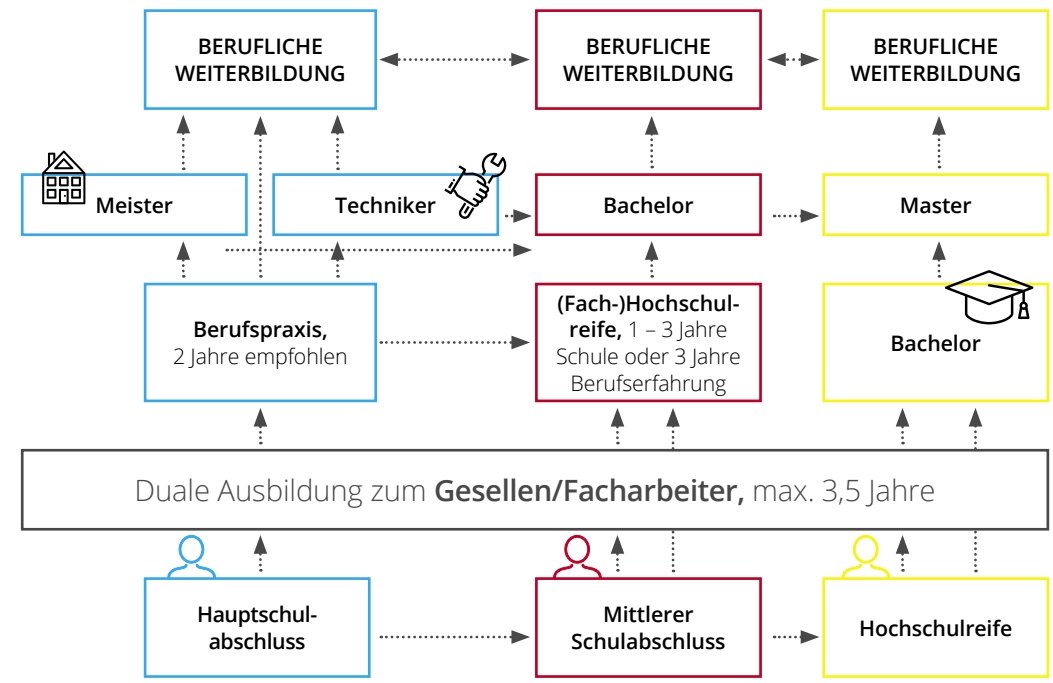 BERUFLICHE
WEITERBILDUNG
BERUFLICHE
WEITERBILDUNG
BERUFLICHE
WEITERBILDUNG
Meister
Techniker
Bachelor
Master
Berufspraxis,
2 Jahre empfohlen
(Fach-)Hochschul-
reife, 1 – 3 Jahre
Schule oder 3 Jahre
Berufserfahrung
Bachelor
Duale Ausbildung zum Gesellen/Facharbeiter, max. 3,5 Jahre
Hauptschul-
abschluss
Mittlerer
Schulabschluss
Hochschulreife